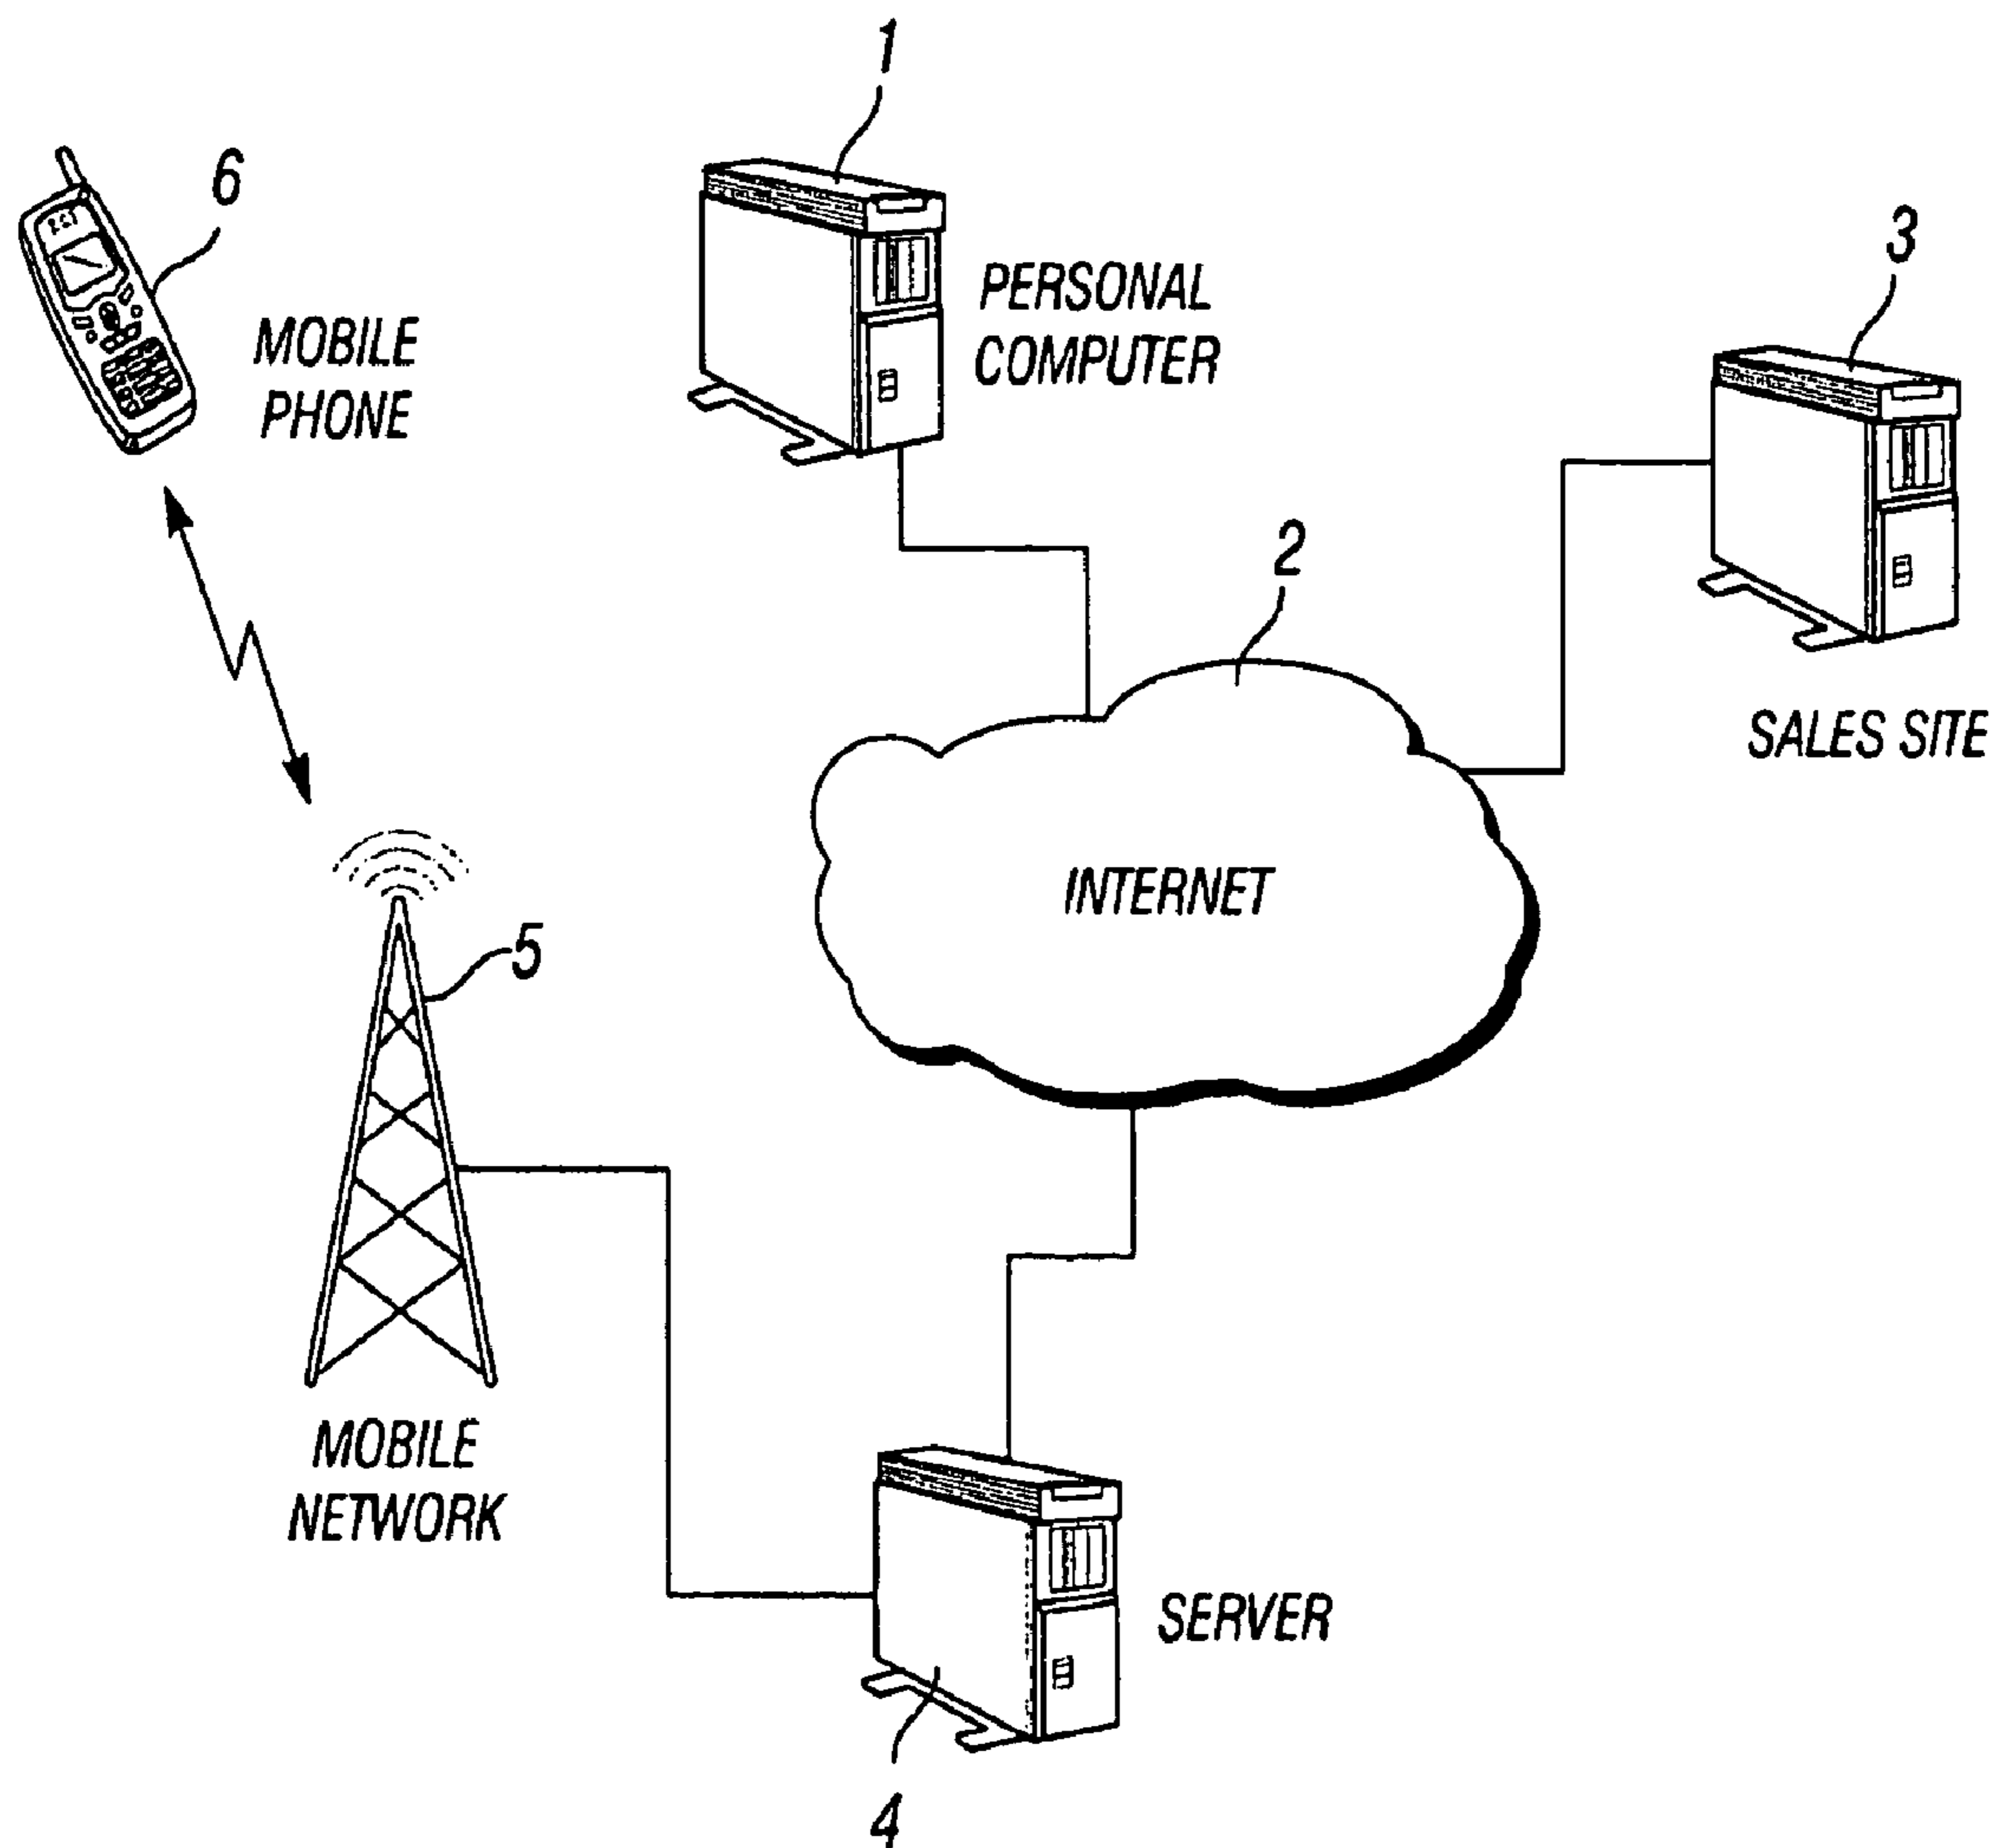 1
6
3
PERSONAL
COMPUTER
MOBILE
PHONE
2
SALES SITE
INTERNET
5
MOBILE
NETWORK
SERVER
4